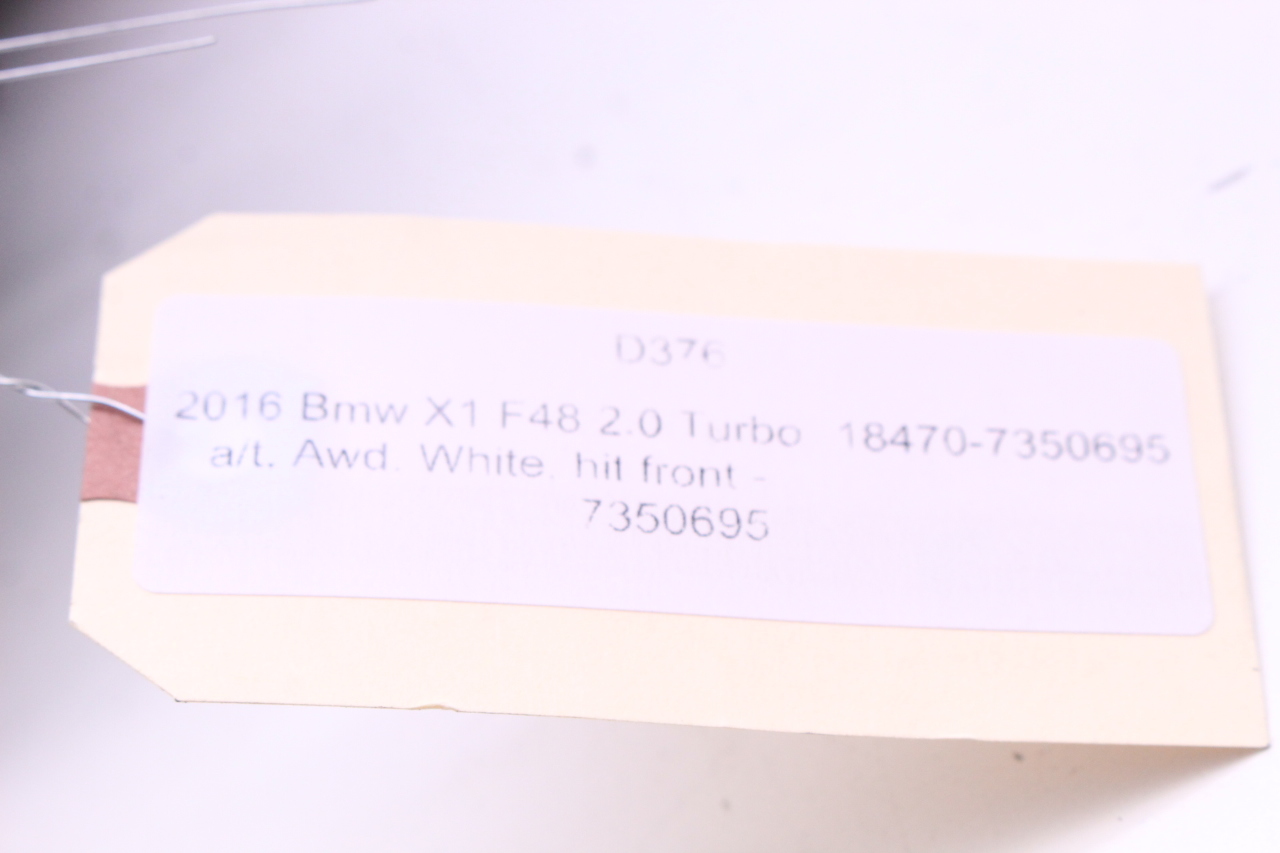 D376
2016 Bmw X1 F48 2.0 Turbo 18470-7350695
a/t. Awd. White. hit front -
7350695